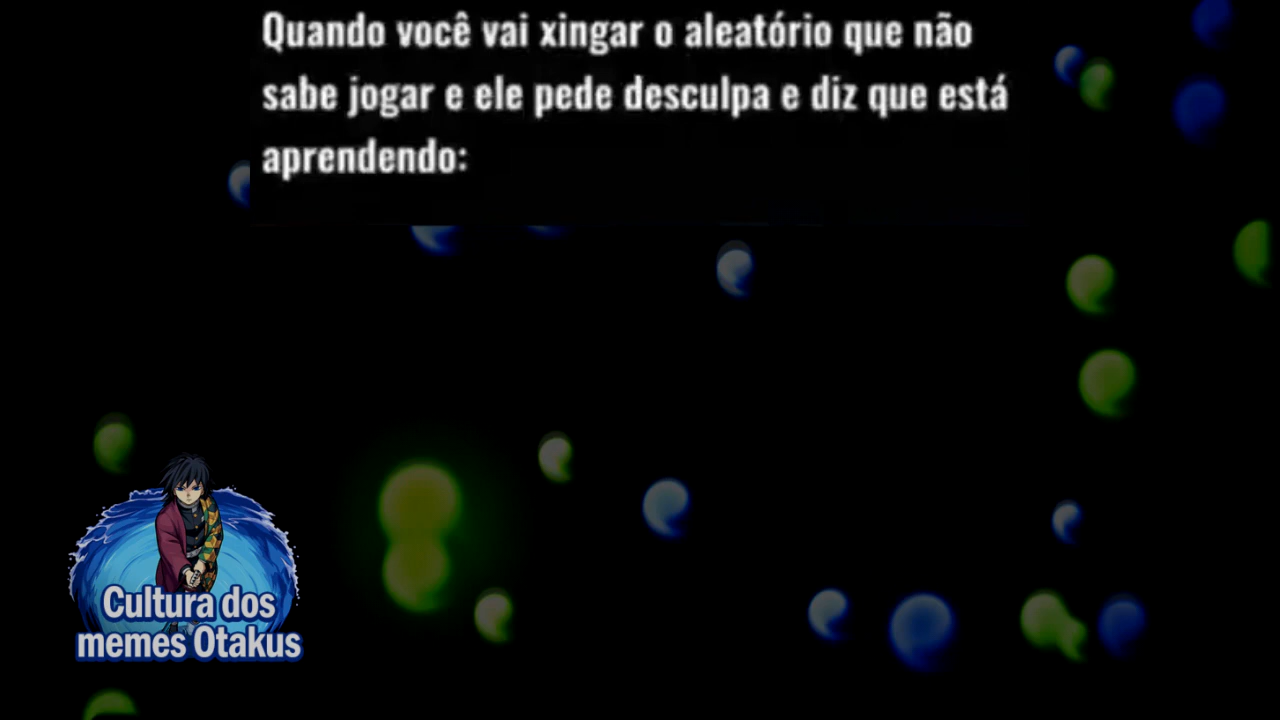 Quando você vai xingar o aleatório que não
sabe jogar e ele pede desculpa e diz que está
aprendendo:
Cultura dos
memes Otakus